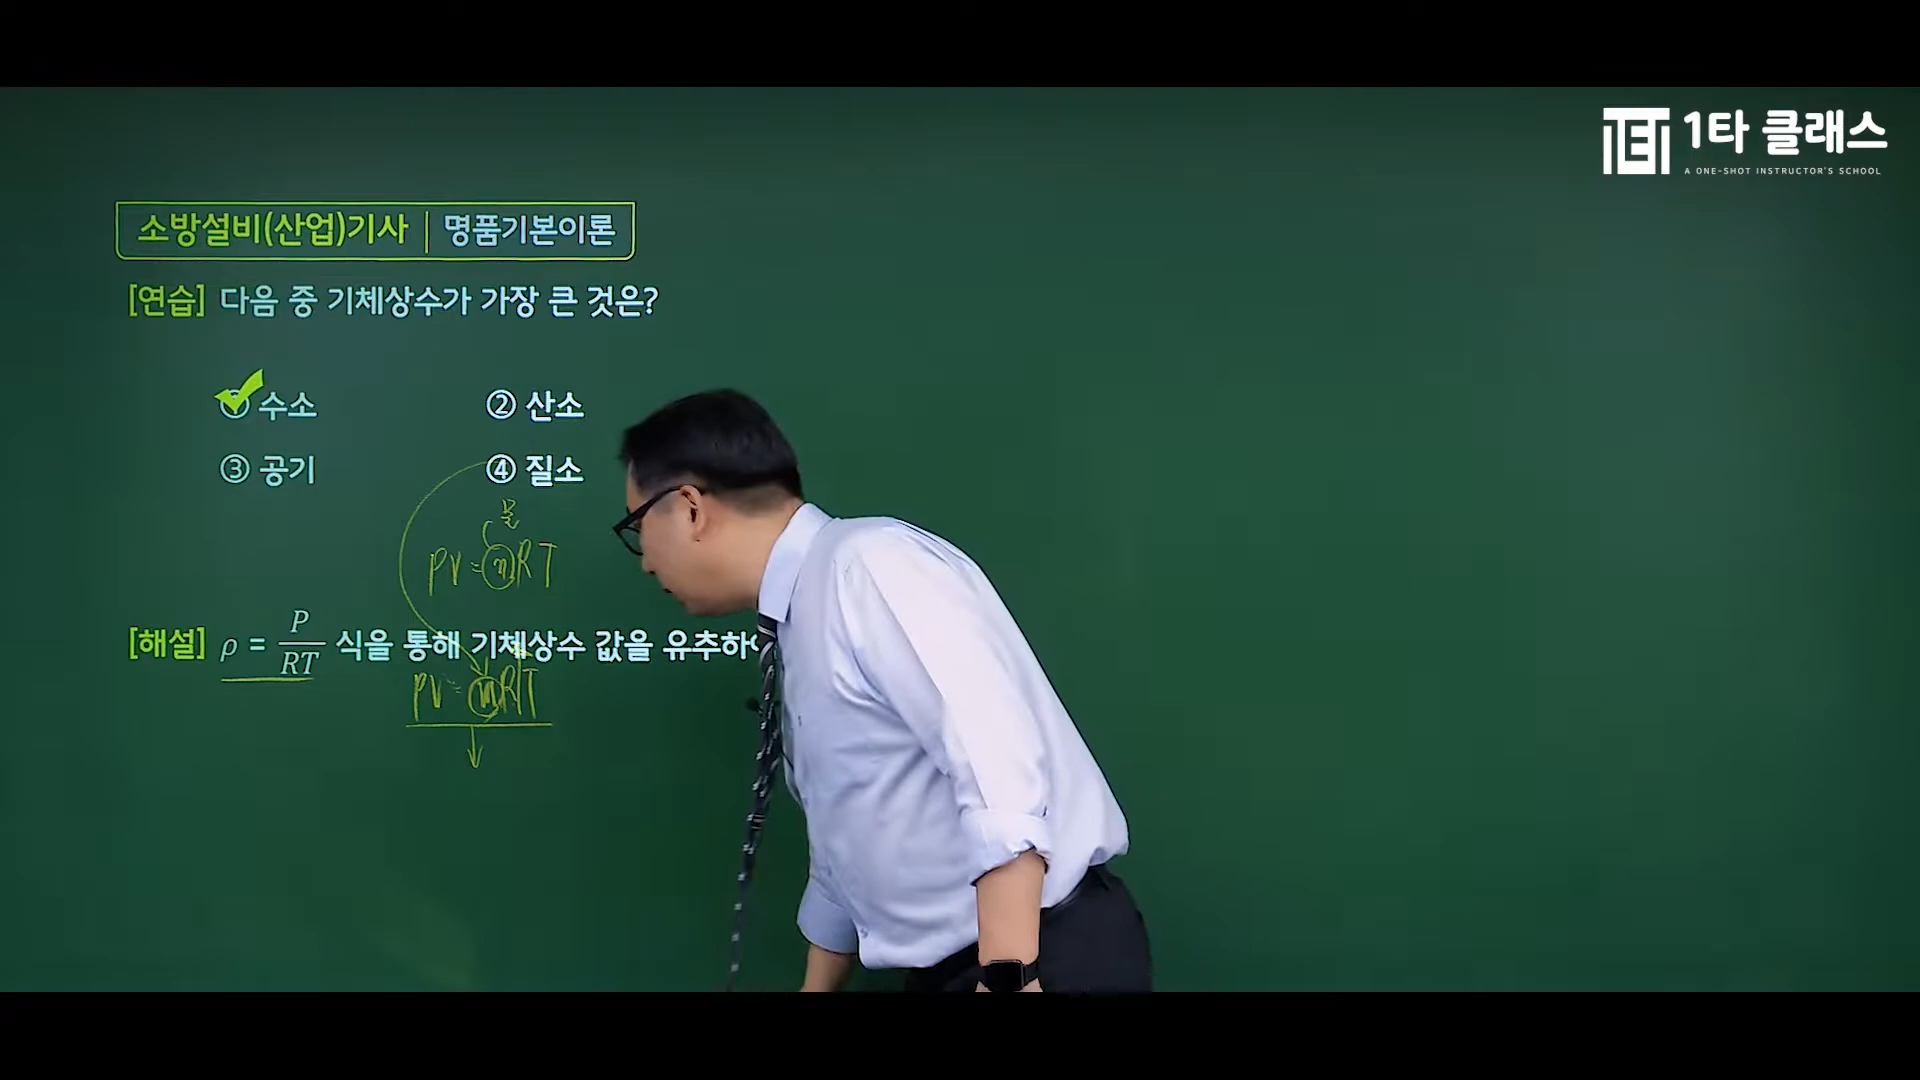 1타 클래스
A ONE-SHOT INSTRUCTOR'S SCHOOL
소방설비(산업)기사 | 명품기본이론
[연습] 다음 중 기체상수가 가장 큰 것은?
① 수소 ② 산소
③ 공기 ④ 질소
몰
PV=nRT
[해설] ρ = P/RT 식을 통해 기체상수 값을 유추하
PV=mRT